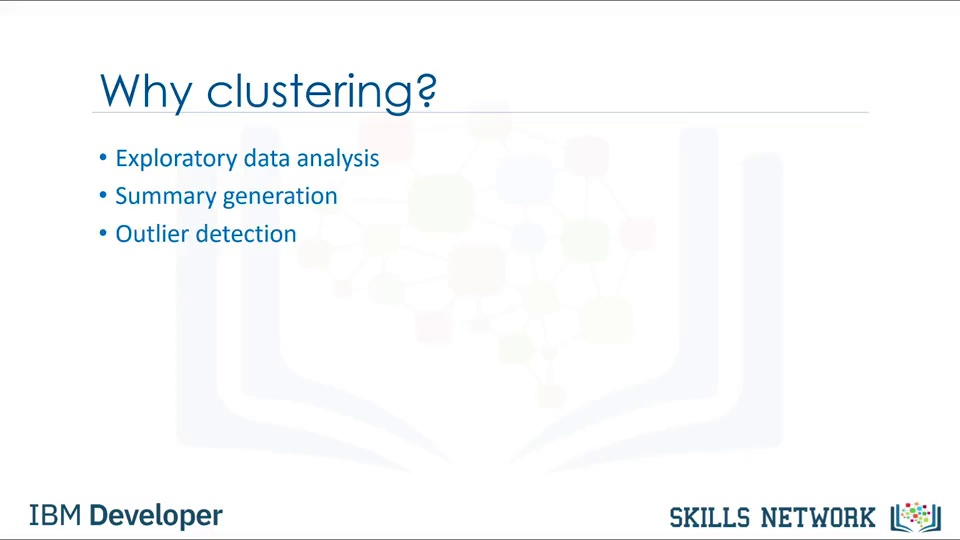 Why clustering?
• Exploratory data analysis
• Summary generation
• Outlier detection
IBM Developer
SKILLS NETWORK